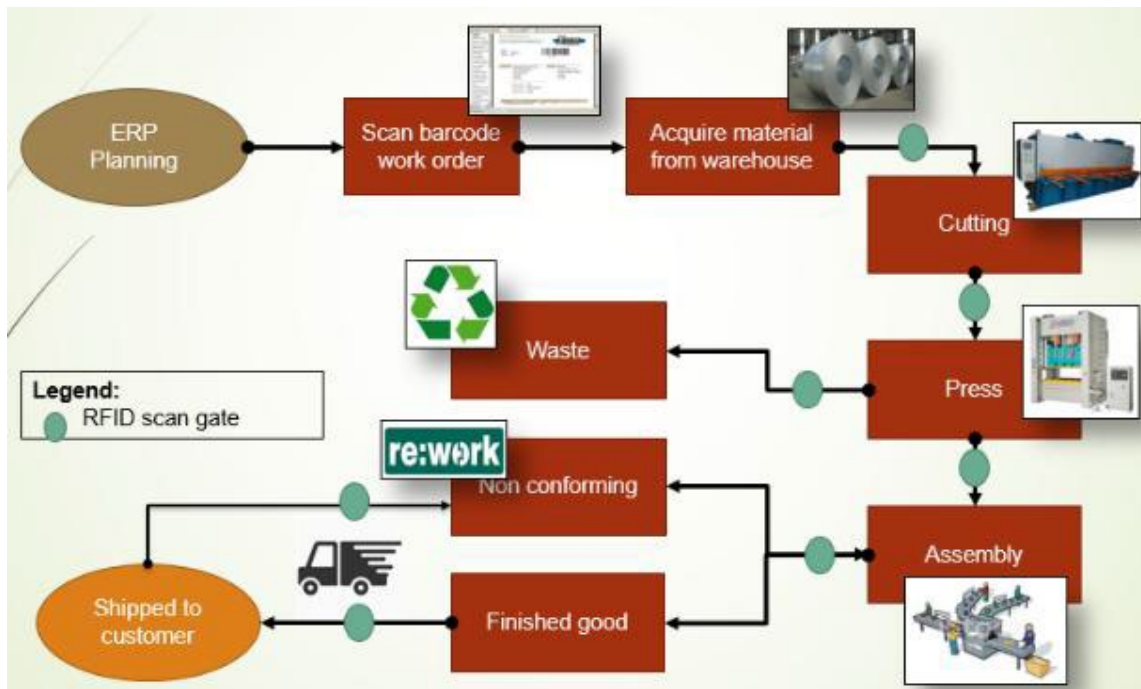 ERP
Planning
Scan barcode
work order
Acquire material
from warehouse
Cutting
Waste
Press
Legend:
RFID scan gate
re:work
Non conforming
Assembly
Shipped to
customer
Finished good